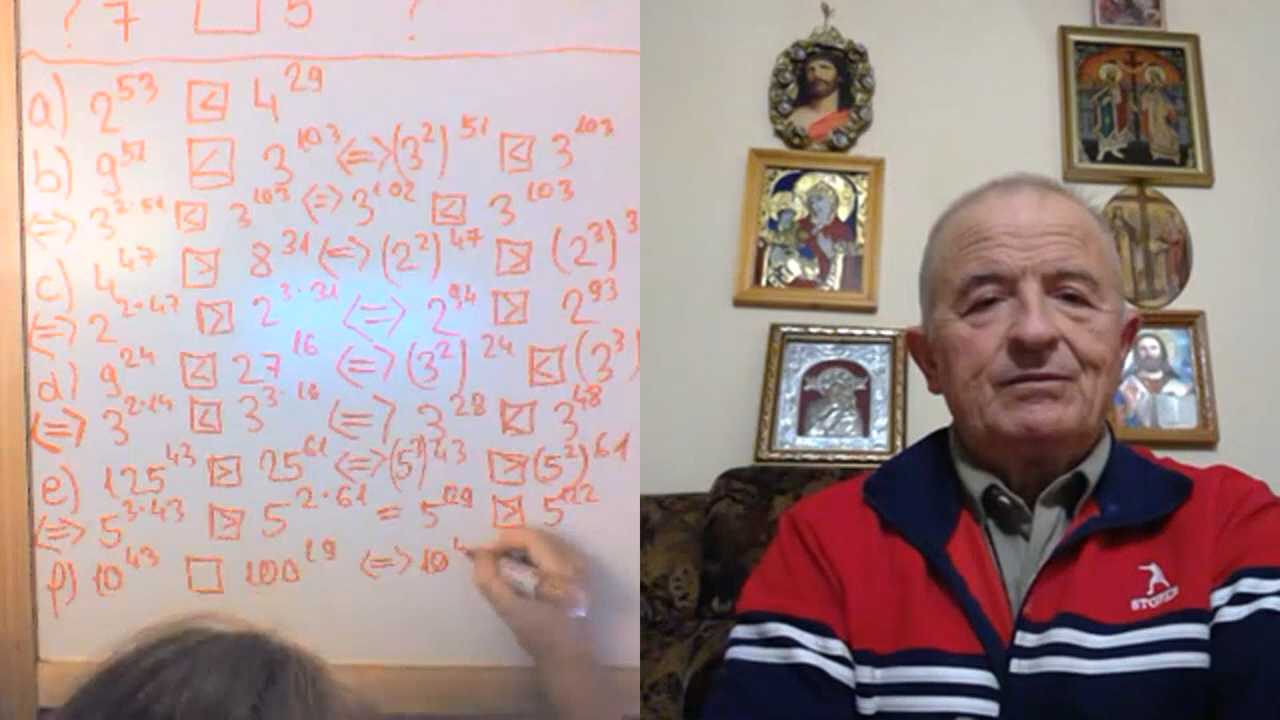 ? 7 □ 5 ?
a) 2^53 [<] 4^29
b) 9^51 [<] 3^103 <=> (3^2)^51 [<] 3^103
<=> 3^2·51 [<] 3^103 <=> 3^102 [<] 3^103
c) 4^47 [>] 8^31 <=> (2^2)^47 [>] (2^3)^3
<=> 2^2·47 [>] 2^3·31 <=> 2^94 [>] 2^93
d) 9^24 [<] 27^16 <=> (3^2)^24 [<] (3^3)
<=> 3^2·14 [<] 3^3·16 <=> 3^28 [<] 3^48
e) 125^43 [>] 25^61 <=> (5^3)^43 [>] (5^2)^61
<=> 5^3·43 [>] 5^2·61 = 5^129 [>] 5^122
f) 10^43 □ 100^19 <=> 10^4